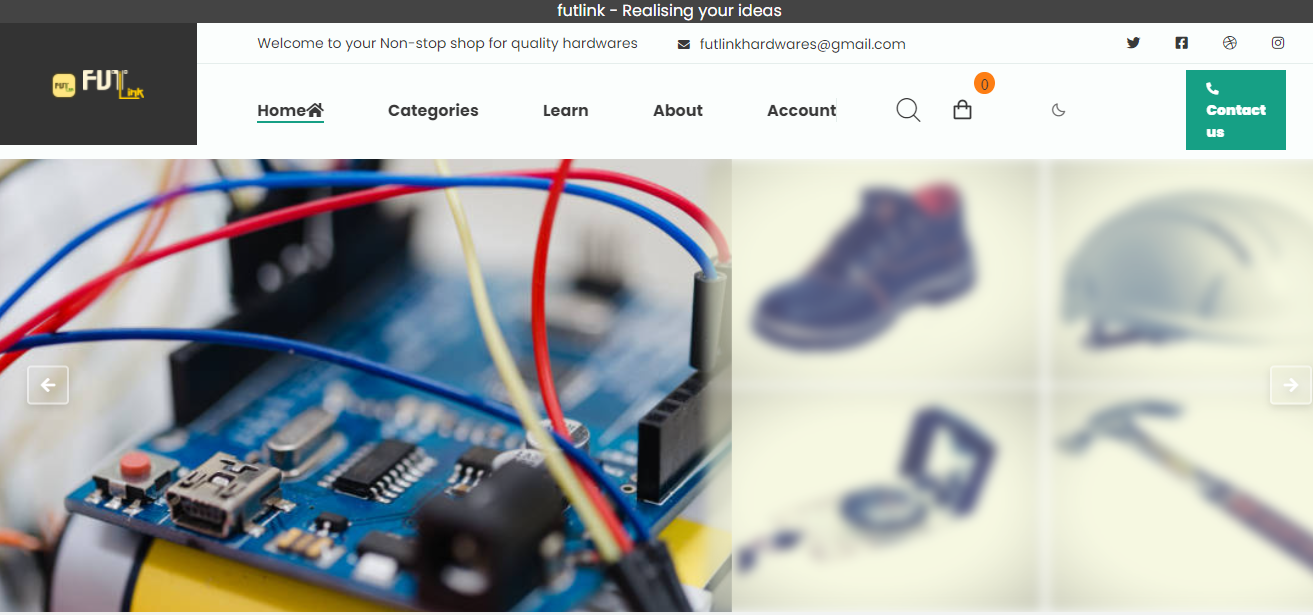 futlink - Realising your ideas
Welcome to your Non-stop shop for quality hardwares
futlinkhardwares@gmail.com
FUT
Link
Home
Categories
Learn
About
Account
0
Contact
us